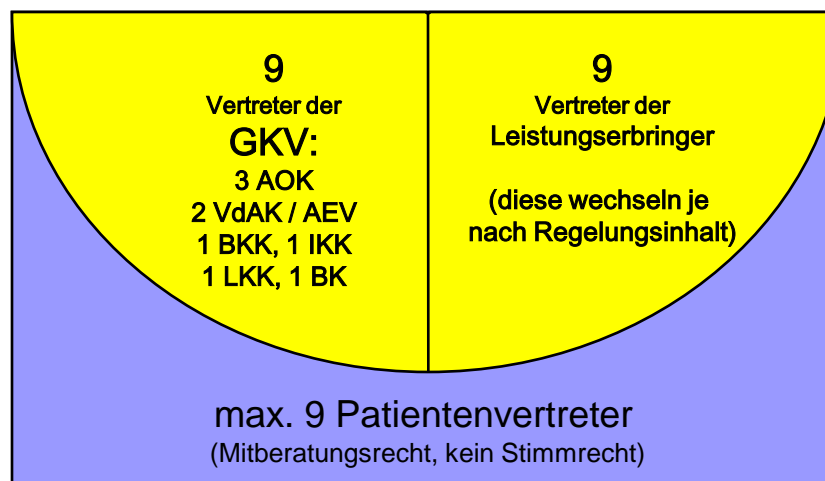 9
Vertreter der
GKV:
3 AOK
2 VdAK / AEV
1 BKK, 1 IKK
1 LKK, 1 BK
9
Vertreter der
Leistungserbringer
(diese wechseln je
nach Regelungsinhalt)
max. 9 Patientenvertreter
(Mitberatungsrecht, kein Stimmrecht)